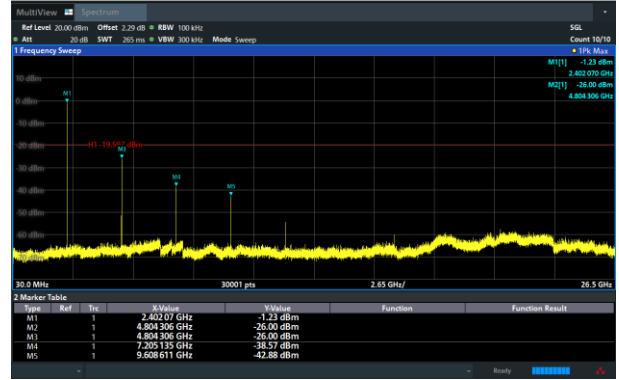 MultiView Spectrum
Ref Level 20.00 dBm Offset 2.29 dB RBW 100 kHz SGL
Att 20 dB SWT 265 ms VBW 300 kHz Mode Sweep Count 10/10
1 Frequency Sweep 1Pk Max
M1[1] -1.23 dBm
2.402 070 GHz
M2[1] -26.00 dBm
4.804 306 GHz
10 dBm
M1
0 dBm
-10 dBm
-20 dBm
H1 -19.597 dBm
M3
-30 dBm
M4
-40 dBm
M5
-50 dBm
-60 dBm
-70 dBm
30.0 MHz 30001 pts 2.65 GHz/ 26.5 GHz
2 Marker Table
Type Ref Trc X-Value Y-Value Function Function Result
M1 1 2.402 07 GHz -1.23 dBm
M2 1 4.804 306 GHz -26.00 dBm
M3 1 4.804 306 GHz -26.00 dBm
M4 1 7.205 135 GHz -38.57 dBm
M5 1 9.608 611 GHz -42.88 dBm
Ready